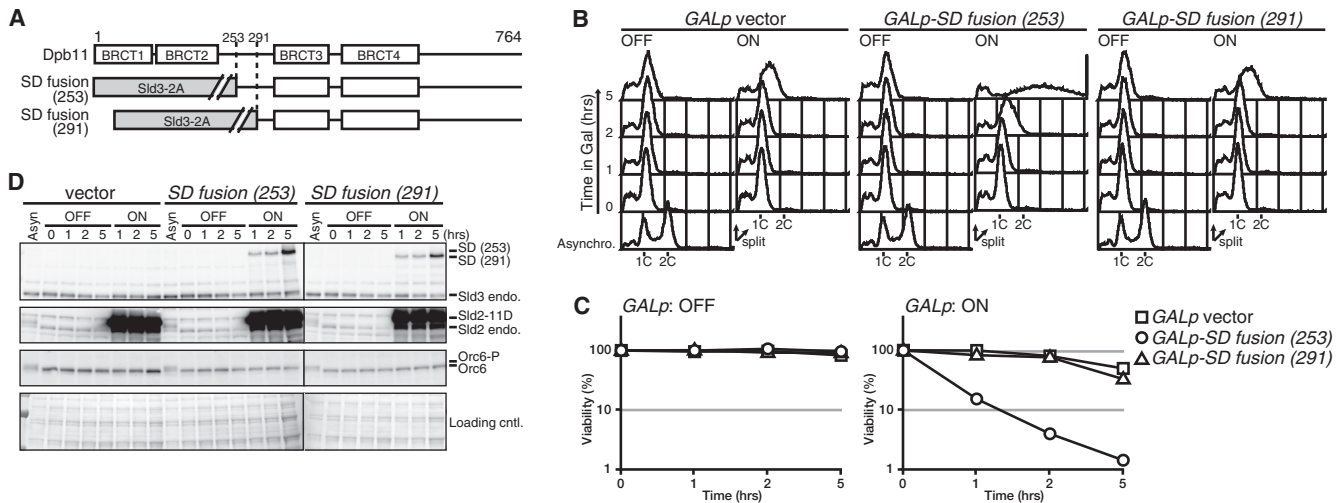 A
1
253 291
764
Dpb11
BRCT1
BRCT2
BRCT3
BRCT4
SD fusion
(253)
Sld3-2A
SD fusion
(291)
Sld3-2A
B
GALp vector
GALp-SD fusion (253)
GALp-SD fusion (291)
OFF
ON
OFF
ON
OFF
ON
Time in Gal (hrs)
5
2
1
0
Asynchro.
1C 2C
split
1C 2C
1C 2C
split
1C 2C
1C 2C
split
1C 2C
C
GALp: OFF
Viability (%)
100
10
1
0 1 2 5
Time (hrs)
GALp: ON
Viability (%)
100
10
1
0 1 2 5
Time (hrs)
GALp vector
GALp-SD fusion (253)
GALp-SD fusion (291)
D
vector
SD fusion (253)
SD fusion (291)
Asyn OFF ON Asyn OFF ON Asyn OFF ON
0 1 2 5 1 2 5 0 1 2 5 1 2 5 0 1 2 5 1 2 5 (hrs)
SD (253)
SD (291)
Sld3 endo.
Sld2-11D
Sld2 endo.
Orc6-P
Orc6
Loading cntl.